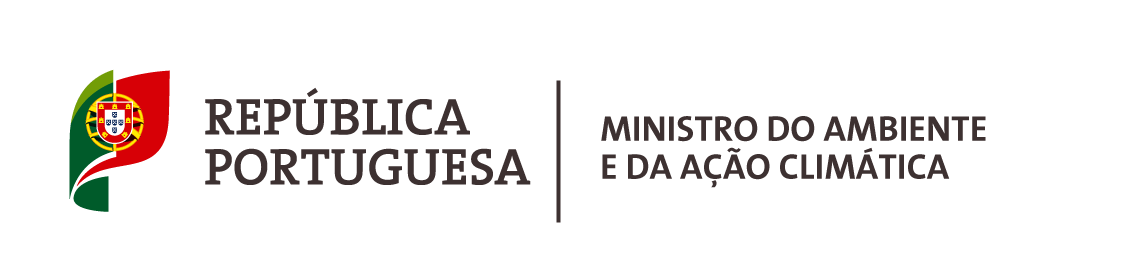 REPÚBLICA
PORTUGUESA
MINISTRO DO AMBIENTE
E DA AÇÃO CLIMÁTICA